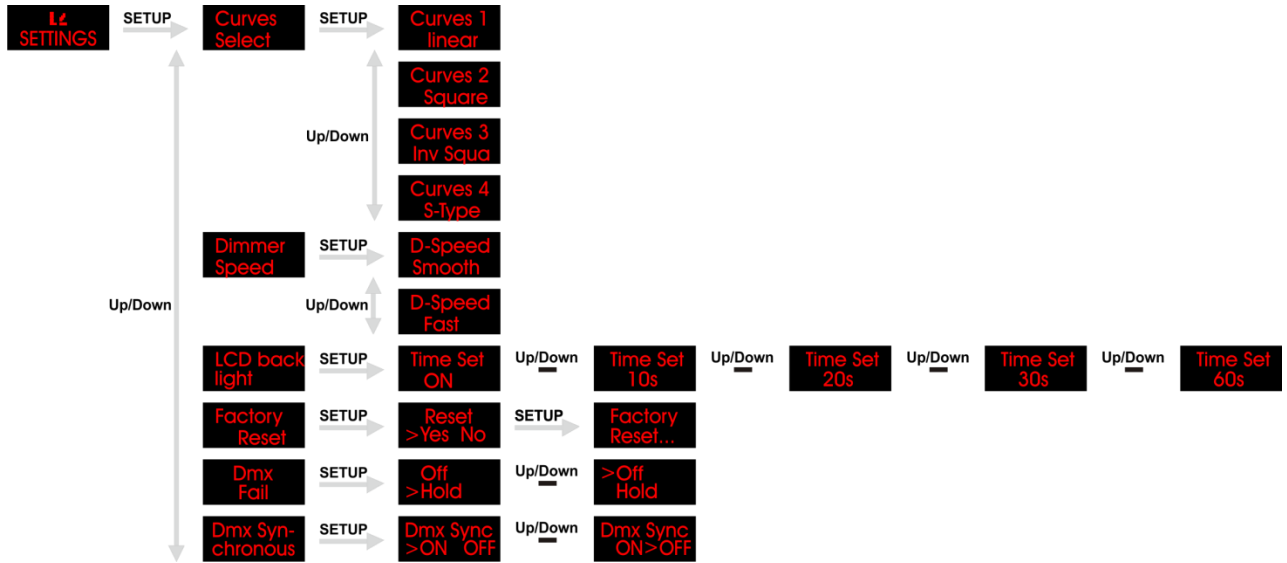 SETTINGS
SETUP
Curves
Select
SETUP
Curves 1
linear
Curves 2
Square
Up/Down
Curves 3
Inv Squa
Curves 4
S-Type
Dimmer
Speed
SETUP
D-Speed
Smooth
Up/Down
Up/Down
D-Speed
Fast
LCD back
light
SETUP
Time Set
ON
Up/Down
Time Set
10s
Up/Down
Time Set
20s
Up/Down
Time Set
30s
Up/Down
Time Set
60s
Factory
Reset
SETUP
Reset
>Yes No
SETUP
Factory
Reset...
Dmx
Fail
SETUP
Off
>Hold
Up/Down
>Off
Hold
Dmx Syn-
chronous
SETUP
Dmx Sync
>ON OFF
Up/Down
Dmx Sync
ON>OFF